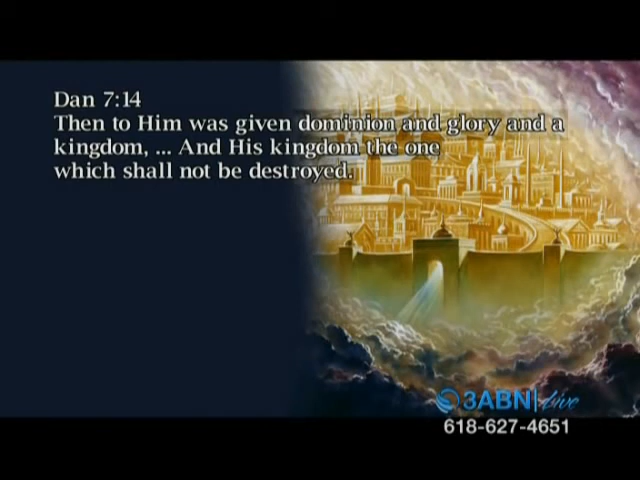 Dan 7:14
Then to Him was given dominion and glory and a
kingdom, ... And His kingdom the one
which shall not be destroyed.
3ABN Live
618-627-4651